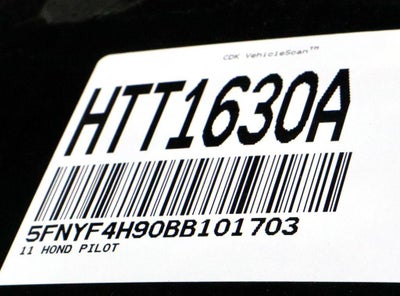 CDK VehicleScan™
HTT1630A
5FNYF4H90BB101703
11 HOND PILOT